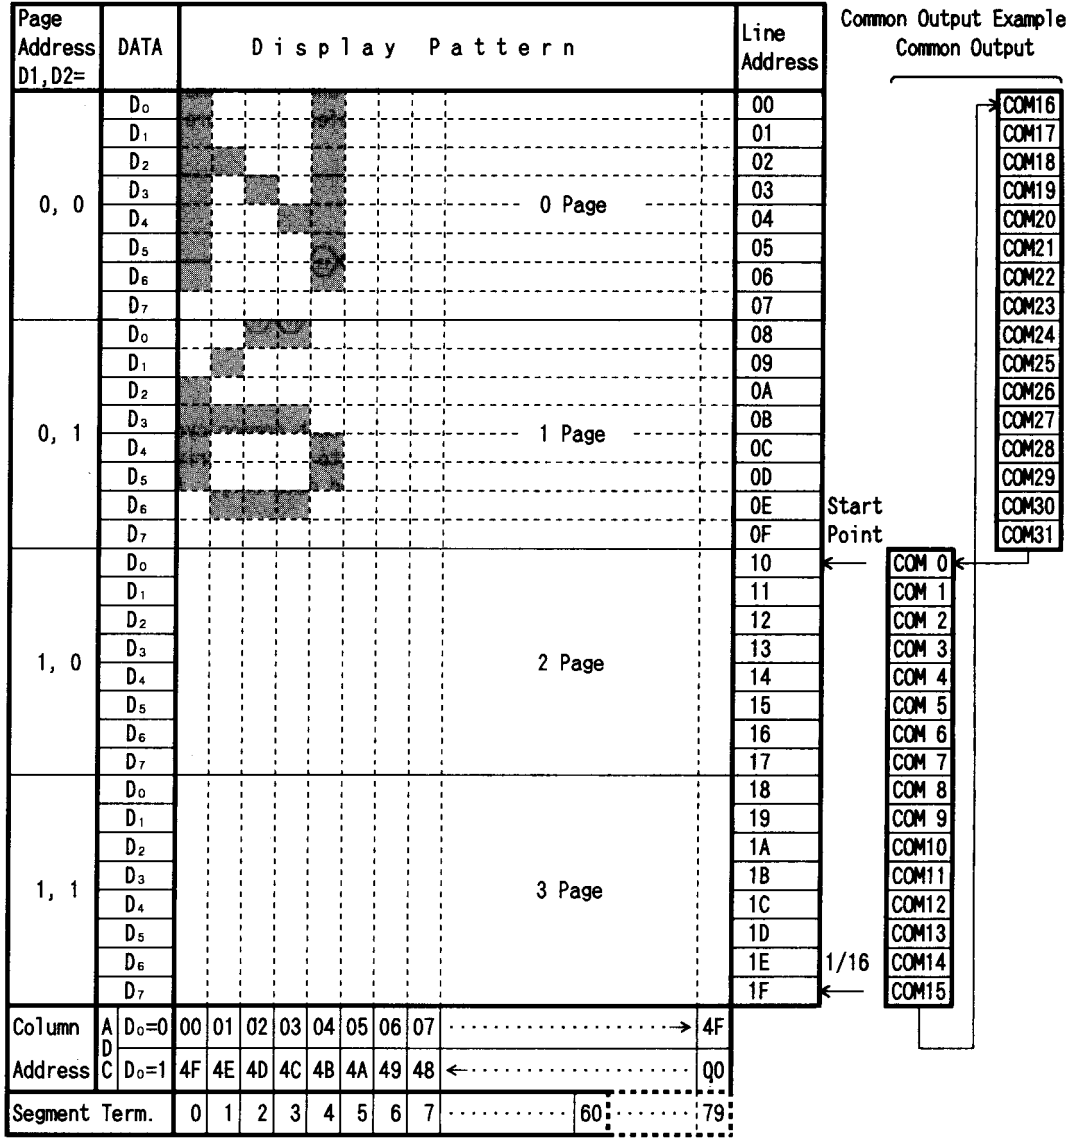 Page Address D1,D2= DATA Display Pattern Line Address Common Output Example
Common Output
D0 00 COM16
D1 01 COM17
D2 02 COM18
D3 03 COM19
0, 0 D4 0 Page 04 COM20
D5 05 COM21
D6 06 COM22
D7 07 COM23
D0 08 COM24
D1 09 COM25
D2 0A COM26
D3 0B COM27
0, 1 D4 1 Page 0C COM28
D5 0D COM29
D6 0E Start COM30
D7 0F Point COM31
D0 10 ← COM 0
D1 11 COM 1
D2 12 COM 2
D3 13 COM 3
1, 0 D4 2 Page 14 COM 4
D5 15 COM 5
D6 16 COM 6
D7 17 COM 7
D0 18 COM 8
D1 19 COM 9
D2 1A COM10
D3 1B COM11
1, 1 D4 3 Page 1C COM12
D5 1D COM13
D6 1E 1/16 COM14
D7 1F ← COM15
Column Address ADC D0=0 00 01 02 03 04 05 06 07 → 4F
D0=1 4F 4E 4D 4C 4B 4A 49 48 ← 00
Segment Term. 0 1 2 3 4 5 6 7 60 79